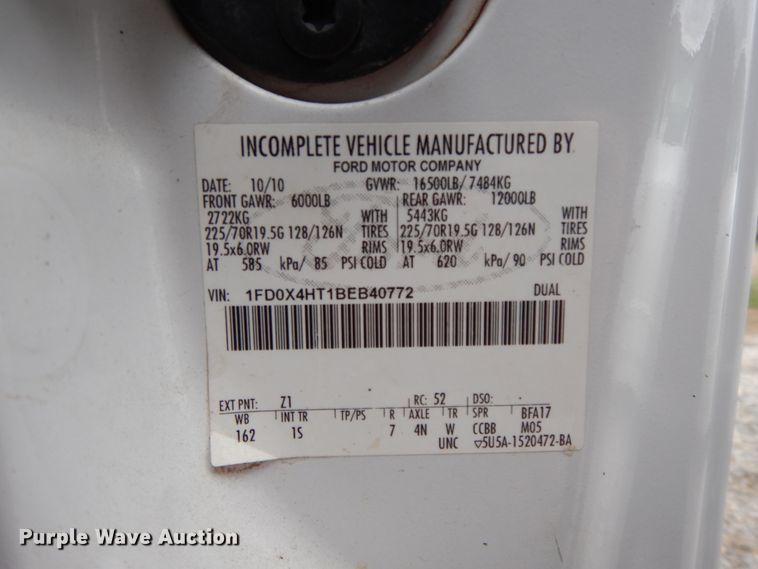 INCOMPLETE VEHICLE MANUFACTURED BY
FORD MOTOR COMPANY
DATE: 10/10 GVWR: 16500LB/ 7484KG
FRONT GAWR: 6000LB REAR GAWR: 12000LB
2722KG WITH 5443KG WITH
225/70R19.5G 128/126N TIRES 225/70R19.5G 128/126N TIRES
19.5x6.0RW RIMS 19.5x6.0RW RIMS
AT 585 kPa/ 85 PSI COLD AT 620 kPa/ 90 PSI COLD
VIN: 1FD0X4HT1BEB40772 DUAL
EXT PNT: Z1 RC: 52 DSO:
WB INT TR TP/PS R AXLE TR SPR BFA17
162 1S 7 4N W CCBB M05
UNC ▽5U5A-1520472-BA
Purple Wave Auction